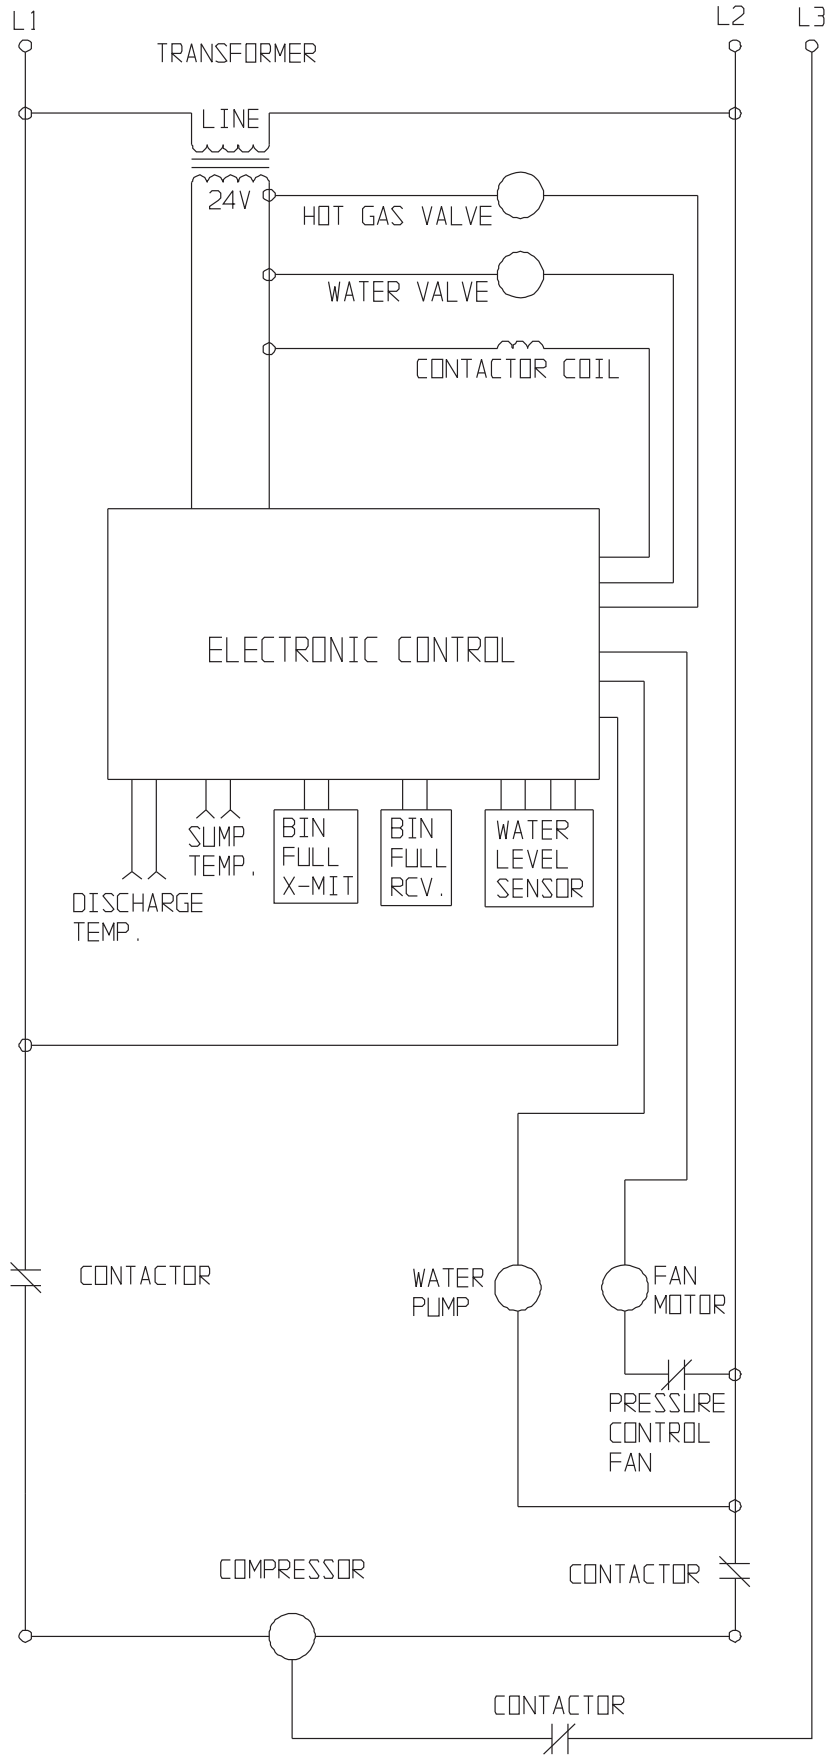 L1
L2
L3
TRANSFORMER
LINE
24V
HOT GAS VALVE
WATER VALVE
CONTACTOR COIL
ELECTRONIC CONTROL
DISCHARGE
TEMP.
SUMP
TEMP.
BIN
FULL
X-MIT
BIN
FULL
RCV.
WATER
LEVEL
SENSOR
CONTACTOR
WATER
PUMP
FAN
MOTOR
PRESSURE
CONTROL
FAN
COMPRESSOR
CONTACTOR
CONTACTOR